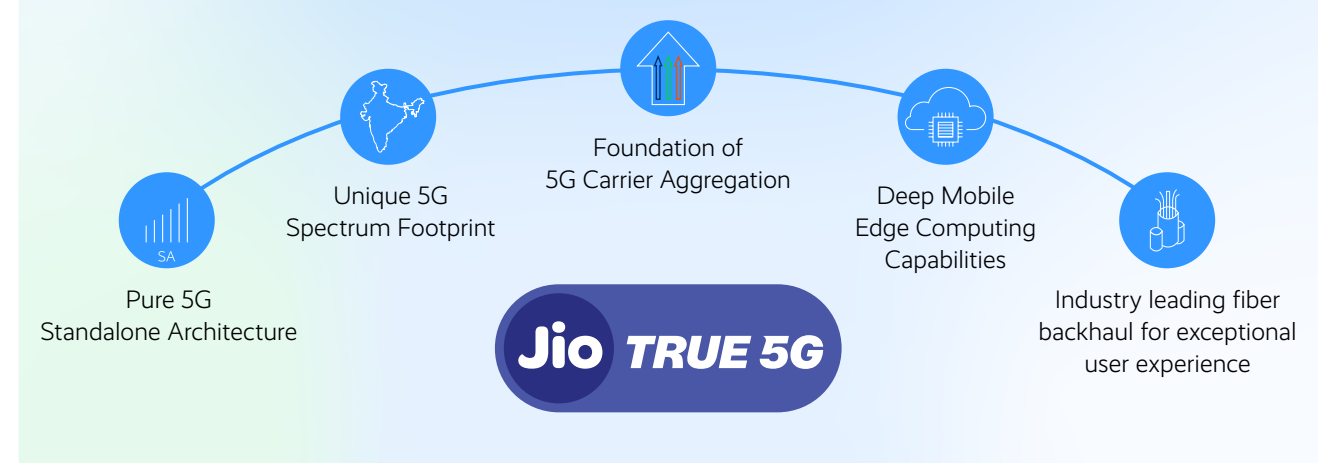 SA
Pure 5G
Standalone Architecture
Unique 5G
Spectrum Footprint
Foundation of
5G Carrier Aggregation
Deep Mobile
Edge Computing
Capabilities
Industry leading fiber
backhaul for exceptional
user experience
Jio TRUE 5G